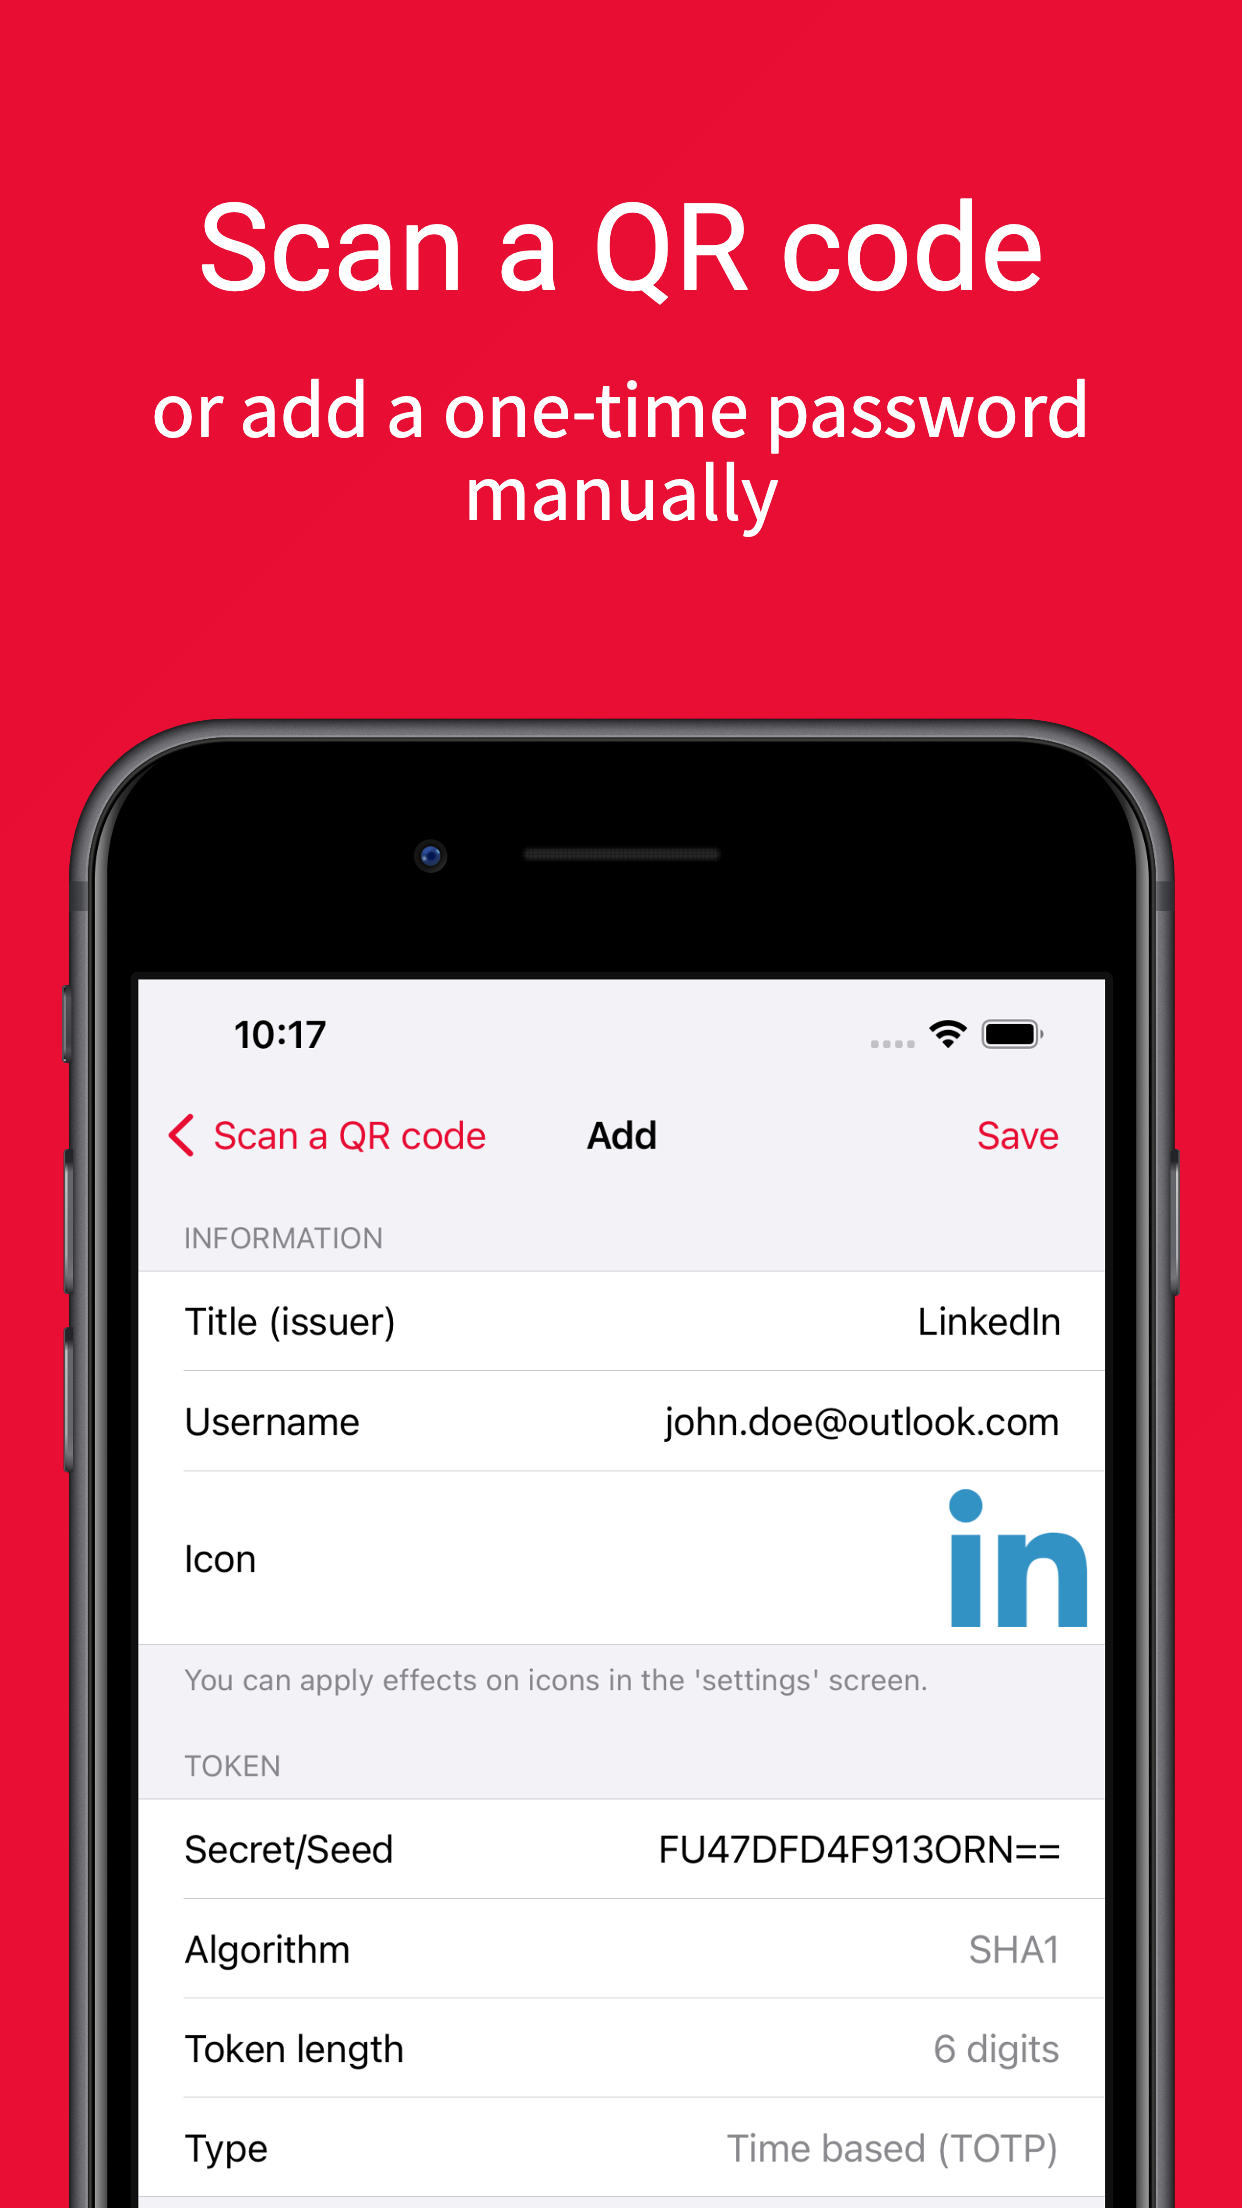 Scan a QR code
or add a one-time password
manually
10:17
Scan a QR code Add Save
INFORMATION
Title (issuer) LinkedIn
Username john.doe@outlook.com
Icon in
You can apply effects on icons in the 'settings' screen.
TOKEN
Secret/Seed FU47DFD4F913ORN==
Algorithm SHA1
Token length 6 digits
Type Time based (TOTP)